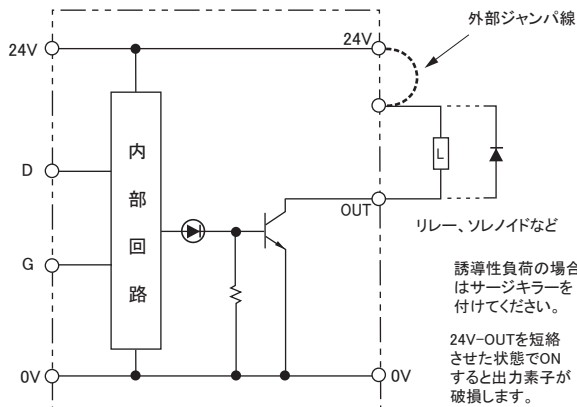 外部ジャンパ線
24V
24V
内部回路
D
L
OUT
リレー、ソレノイドなど
G
誘導性負荷の場合
はサージキラーを
付けてください。
24V-OUTを短絡
させた状態でON
すると出力素子が
破損します。
0V
0V